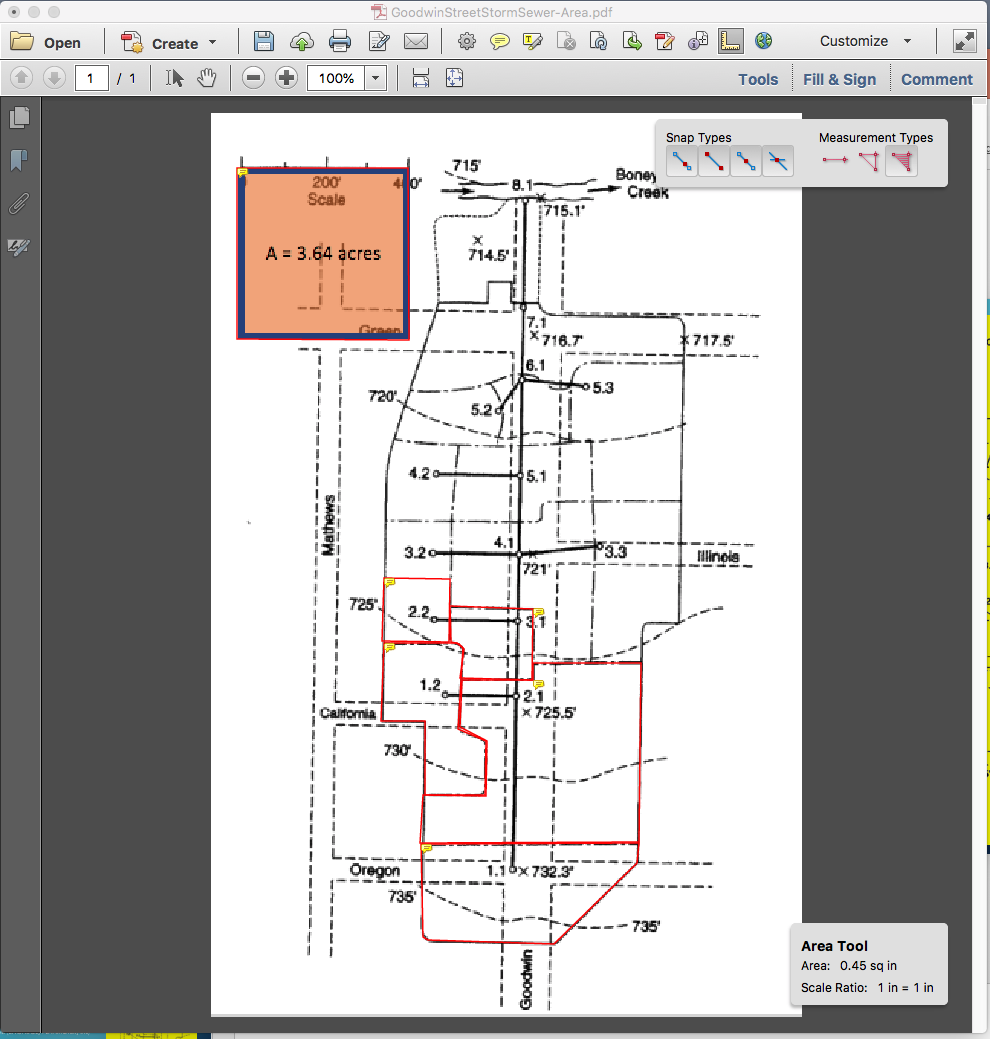 GoodwinStreetStormSewer-Area.pdf
Open
Create
Customize
1 / 1
100%
Tools
Fill & Sign
Comment
Snap Types
Measurement Types
200'
400'
Scale
A = 3.64 acres
Green
715'
8.1
Boney
Creek
715.1'
714.5'
7.1
716.7'
717.5'
6.1
5.3
720'
5.2
4.2
5.1
Mathews
4.1
3.2
3.3
721'
Illinois
725'
2.2
3.1
1.2
2.1
California
725.5'
730'
Oregon
1.1
732.3'
735'
735'
Goodwin
Area Tool
Area: 0.45 sq in
Scale Ratio: 1 in = 1 in